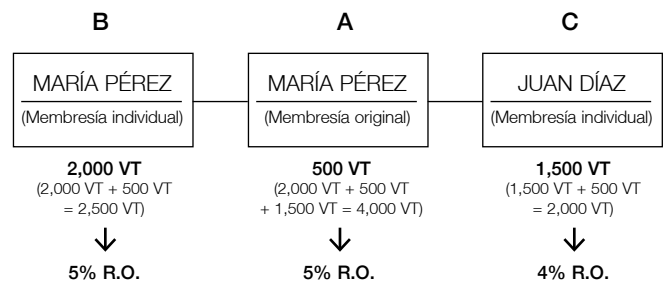 B
MARÍA PÉREZ
(Membresía individual)
2,000 VT
(2,000 VT + 500 VT
= 2,500 VT)
5% R.O.
A
MARÍA PÉREZ
(Membresía original)
500 VT
(2,000 VT + 500
+ 1,500 VT = 4,000 VT)
5% R.O.
C
JUAN DÍAZ
(Membresía individual)
1,500 VT
(1,500 VT + 500
= 2,000 VT)
4% R.O.